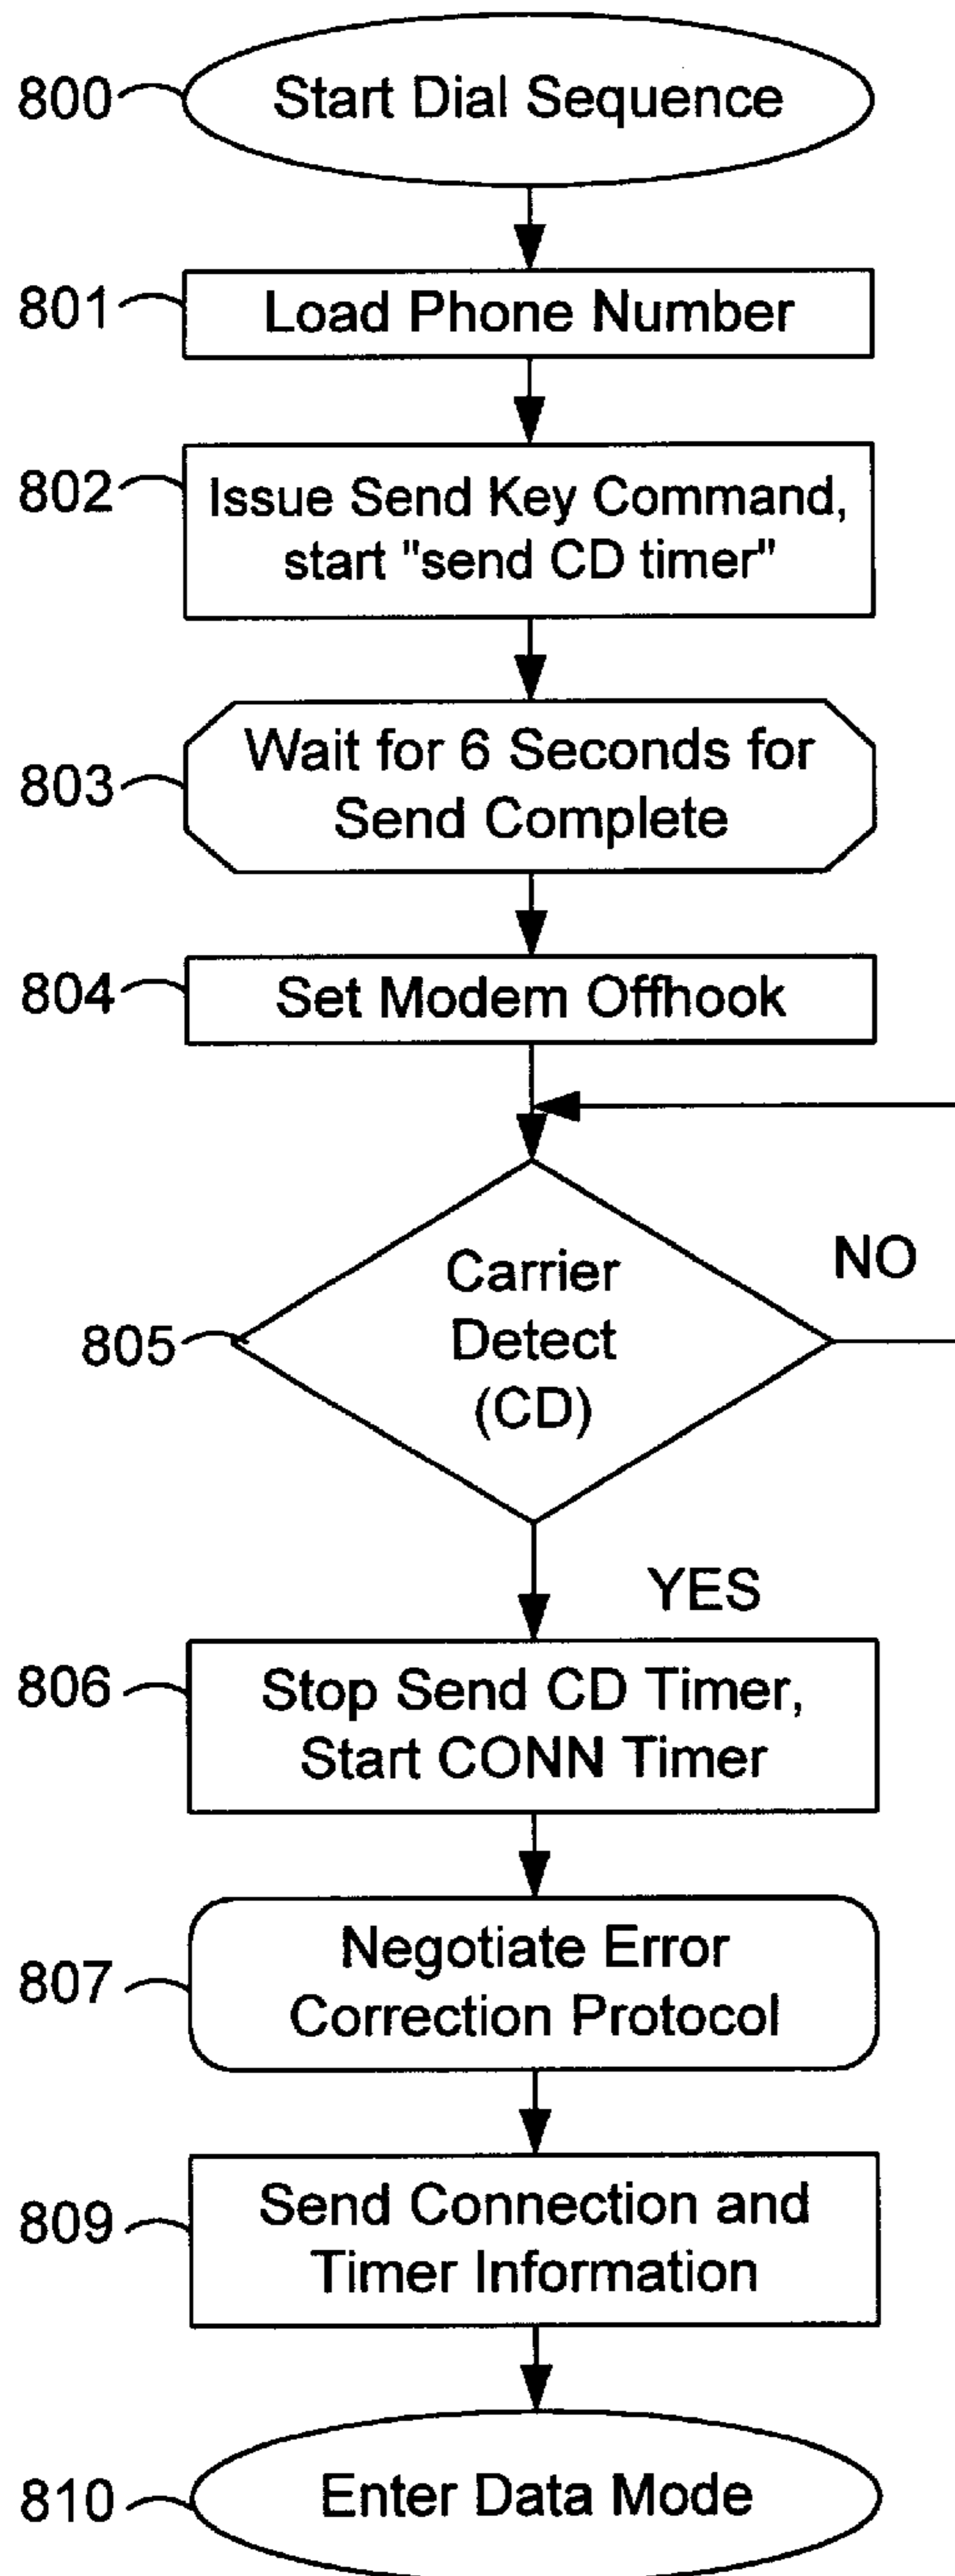 800
Start Dial Sequence
801
Load Phone Number
802
Issue Send Key Command,
start "send CD timer"
803
Wait for 6 Seconds for
Send Complete
804
Set Modem Offhook
805
Carrier
Detect
(CD)
NO
YES
806
Stop Send CD Timer,
Start CONN Timer
807
Negotiate Error
Correction Protocol
809
Send Connection and
Timer Information
810
Enter Data Mode